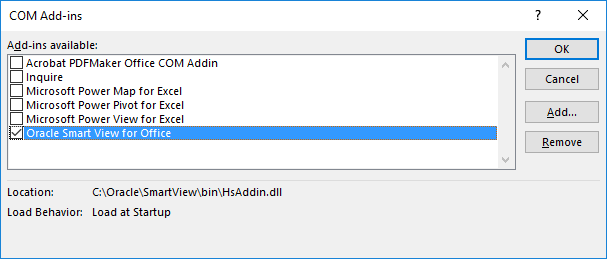 COM Add-ins ? ×
Add-ins available:
Acrobat PDFMaker Office COM Addin
Inquire
Microsoft Power Map for Excel
Microsoft Power Pivot for Excel
Microsoft Power View for Excel
Oracle Smart View for Office
OK
Cancel
Add...
Remove
Location: C:\Oracle\SmartView\bin\HsAddin.dll
Load Behavior: Load at Startup